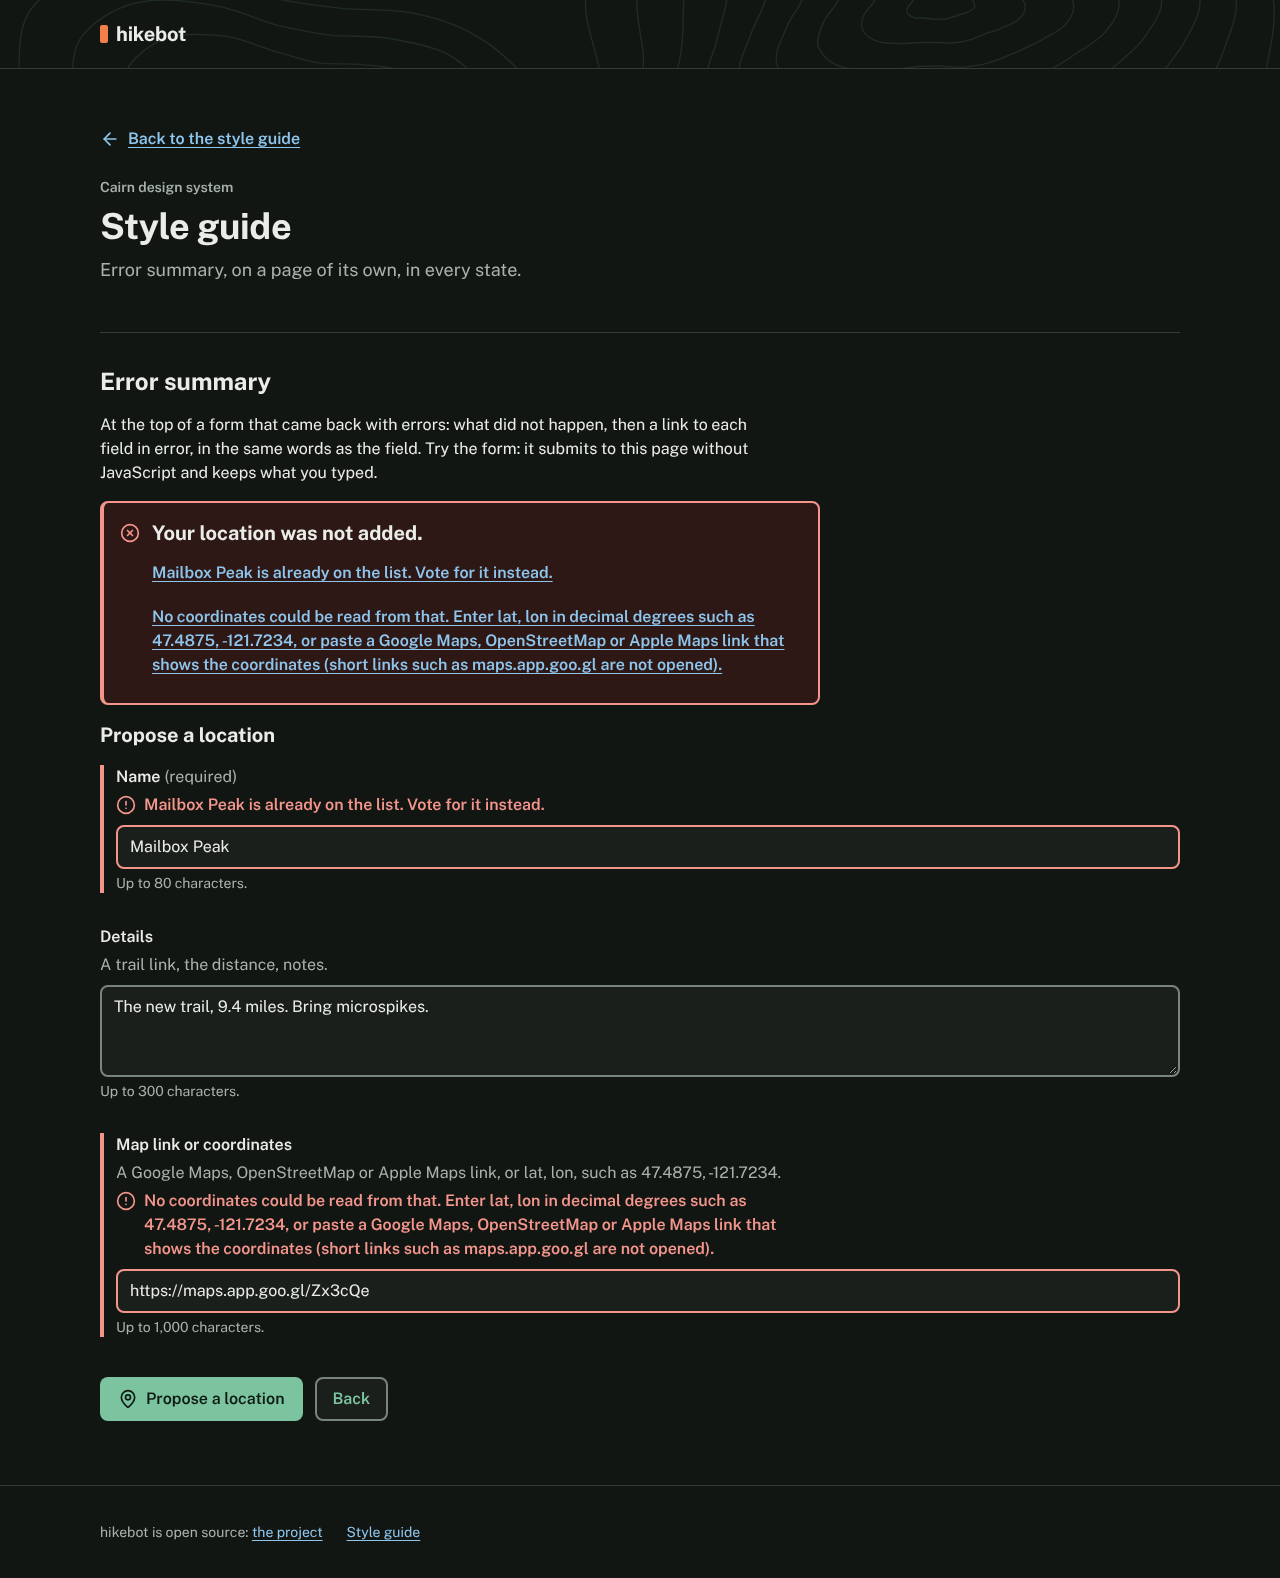 hikebot
Back to the style guide
Cairn design system
Style guide
Error summary, on a page of its own, in every state.
Error summary
At the top of a form that came back with errors: what did not happen, then a link to each
field in error, in the same words as the field. Try the form: it submits to this page without
JavaScript and keeps what you typed.
Your location was not added.
Mailbox Peak is already on the list. Vote for it instead.
No coordinates could be read from that. Enter lat, lon in decimal degrees such as
47.4875, -121.7234, or paste a Google Maps, OpenStreetMap or Apple Maps link that
shows the coordinates (short links such as maps.app.goo.gl are not opened).
Propose a location
Name (required)
Mailbox Peak is already on the list. Vote for it instead.
Mailbox Peak
Up to 80 characters.
Details
A trail link, the distance, notes.
The new trail, 9.4 miles. Bring microspikes.
Up to 300 characters.
Map link or coordinates
A Google Maps, OpenStreetMap or Apple Maps link, or lat, lon, such as 47.4875, -121.7234.
No coordinates could be read from that. Enter lat, lon in decimal degrees such as
47.4875, -121.7234, or paste a Google Maps, OpenStreetMap or Apple Maps link that
shows the coordinates (short links such as maps.app.goo.gl are not opened).
https://maps.app.goo.gl/Zx3cQe
Up to 1,000 characters.
Propose a location Back
hikebot is open source: the project Style guide